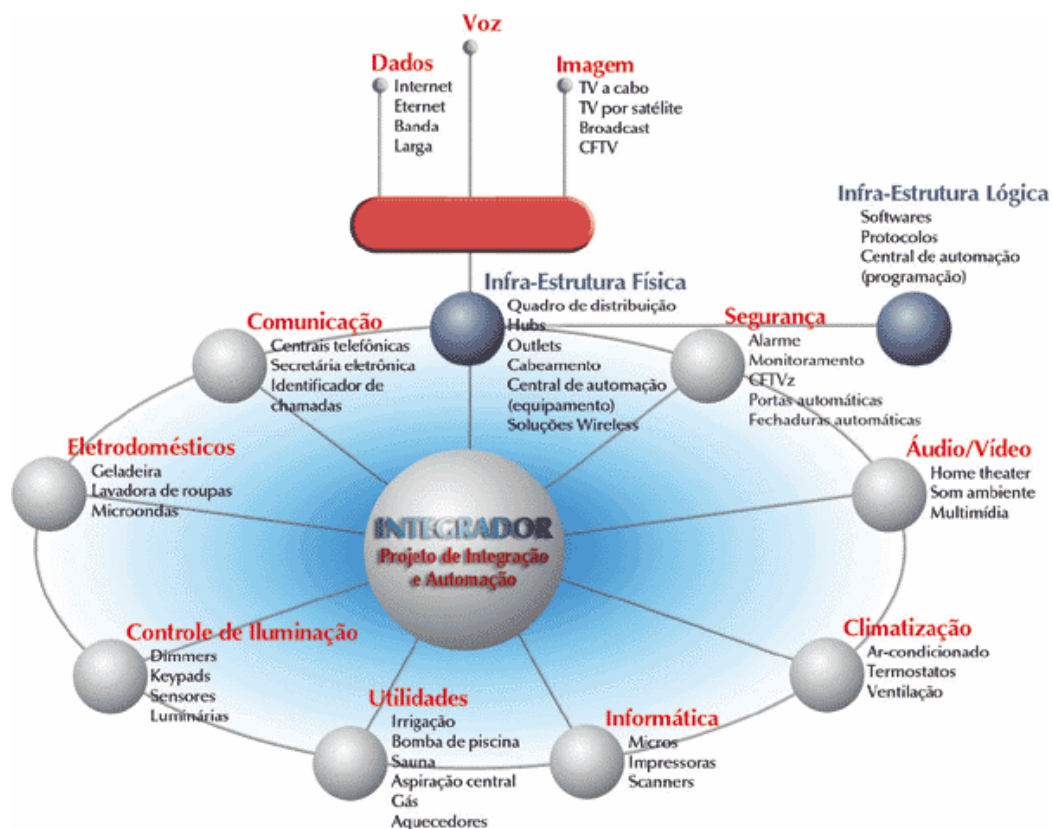 Voz
Dados
Internet
Eternet
Banda
Larga
Imagem
TV a cabo
TV por satélite
Broadcast
CFTV
Infra-Estrutura Lógica
Softwares
Protocolos
Central de automação
(programação)
Infra-Estrutura Física
Quadro de distribuição
Hubs
Outlets
Cabeamento
Central de automação
(equipamento)
Soluções Wireless
Comunicação
Centrais telefônicas
Secretária eletrônica
Identificador de
chamadas
Segurança
Alarme
Monitoramento
CFTVz
Portas automáticas
Fechaduras automáticas
Eletrodomésticos
Geladeira
Lavadora de roupas
Microondas
Áudio/Vídeo
Home theater
Som ambiente
Multimídia
INTEGRADOR
Projeto de Integração
e Automação
Controle de Iluminação
Dimmers
Keypads
Sensores
Luminárias
Climatização
Ar-condicionado
Termostatos
Ventilação
Utilidades
Irrigação
Bomba de piscina
Sauna
Aspiração central
Gás
Aquecedores
Informática
Micros
Impressoras
Scanners